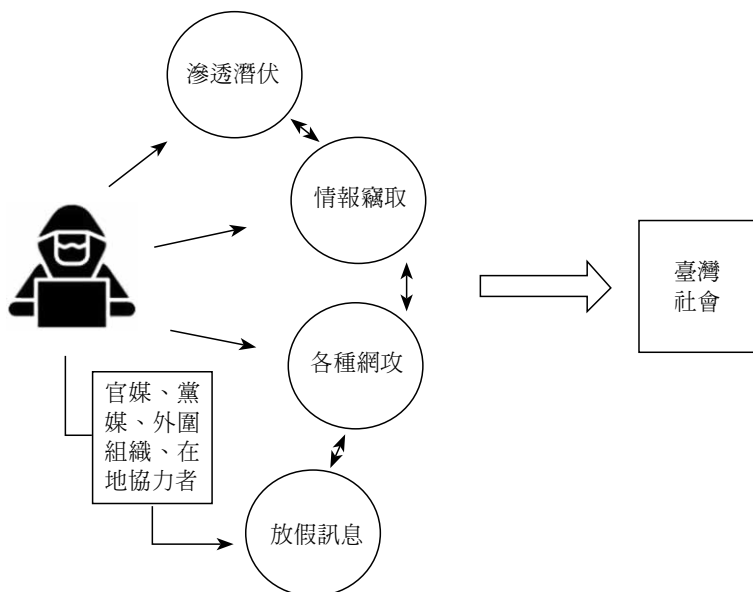 滲透潛伏
情報竊取
臺灣
社會
各種網攻
官媒、黨
媒、外圍
組織、在
地協力者
放假訊息